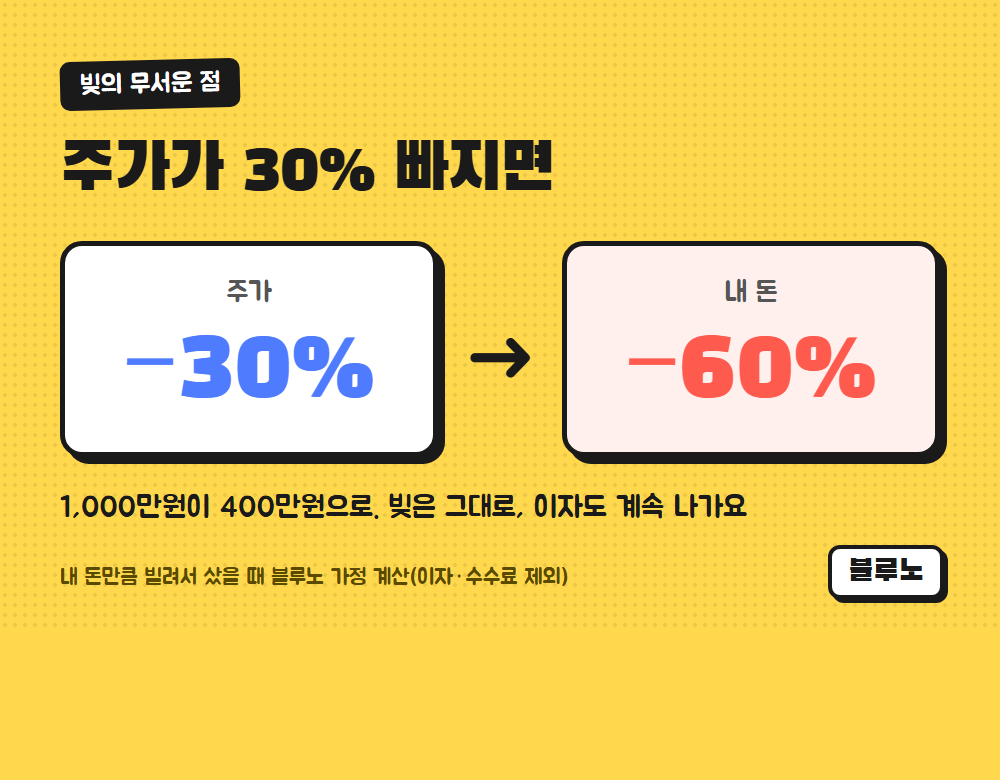 빚의 무서운 점
주가가 30% 빠지면
주가
−30%
→
내 돈
−60%
1,000만원이 400만원으로. 빚은 그대로, 이자도 계속 나가요
내 돈만큼 빌려서 샀을 때 블루노 가정 계산(이자·수수료 제외)
블루노